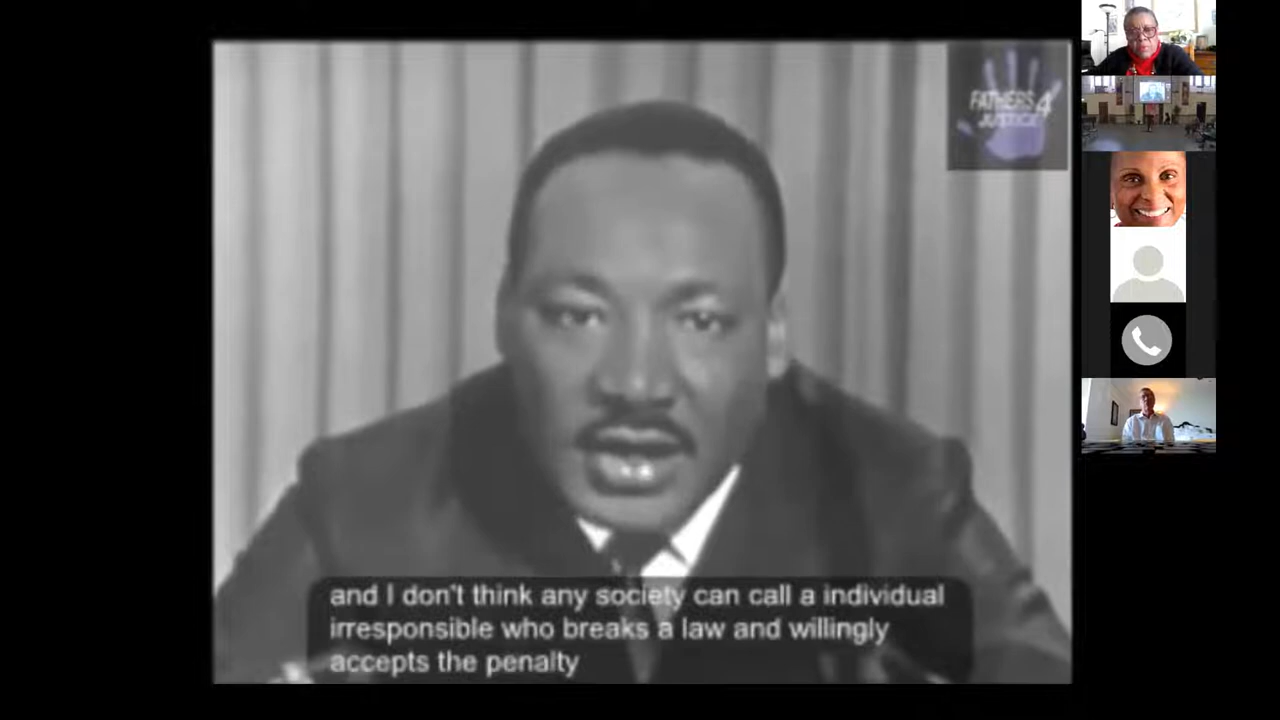 FATHERS 4
JUSTICE
and I don't think any society can call a individual
irresponsible who breaks a law and willingly
accepts the penalty